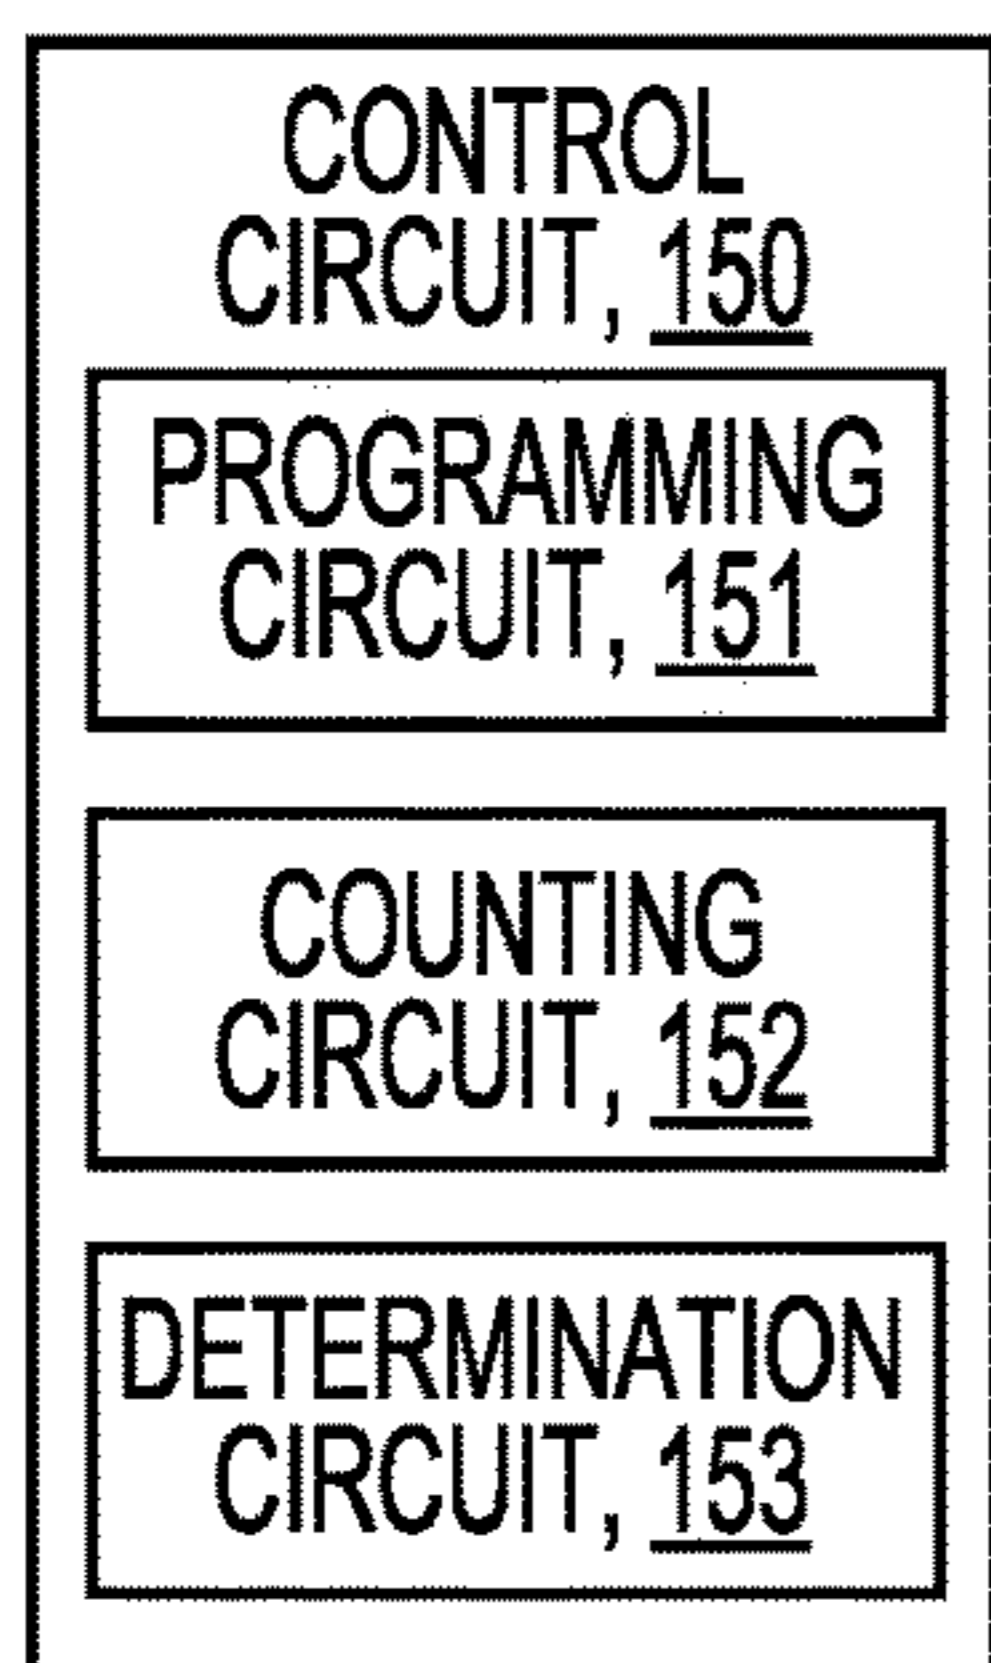 CONTROL
CIRCUIT, 150
PROGRAMMING
CIRCUIT, 151
COUNTING
CIRCUIT, 152
DETERMINATION
CIRCUIT, 153